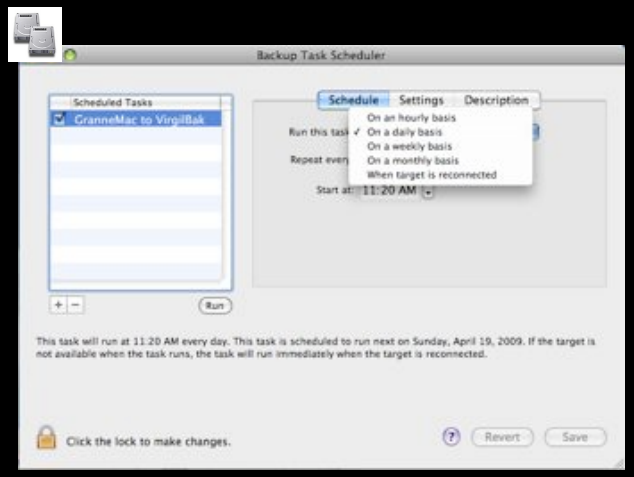 Backup Task Scheduler
Scheduled Tasks
GranneMac to VirgilBak
Schedule Settings Description
Run this task
On an hourly basis
✓ On a daily basis
On a weekly basis
On a monthly basis
When target is reconnected
Repeat every
Start at: 11:20 AM
+ −
Run
This task will run at 11:20 AM every day. This task is scheduled to run next on Sunday, April 19, 2009. If the target is
not available when the task runs, the task will run immediately when the target is reconnected.
Click the lock to make changes.
? Revert Save